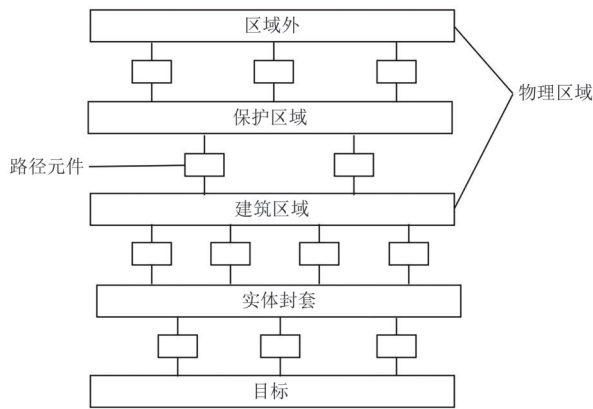 区域外
物理区域
保护区域
路径元件
建筑区域
实体封套
目标